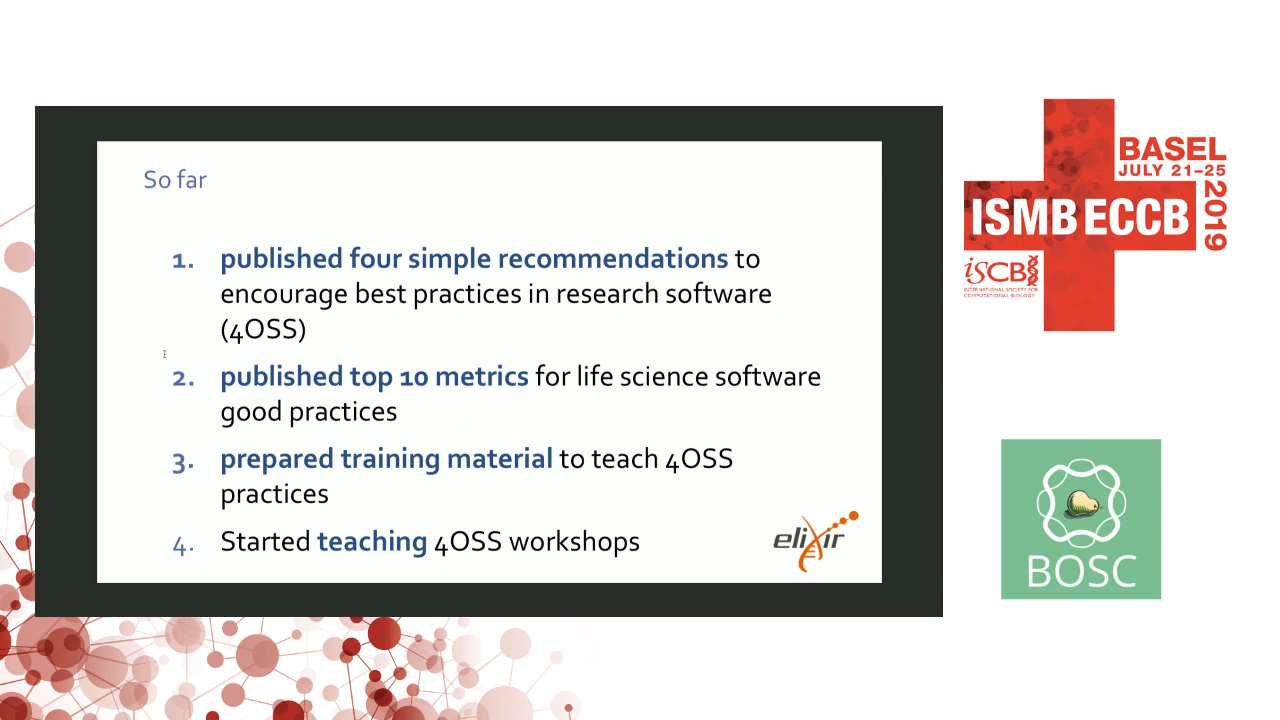 So far
1. published four simple recommendations to
encourage best practices in research software
(4OSS)
2. published top 10 metrics for life science software
good practices
3. prepared training material to teach 4OSS
practices
4. Started teaching 4OSS workshops
elixir
BASEL
JULY 21–25
2019
ISMB ECCB
ISCB
INTERNATIONAL SOCIETY FOR
COMPUTATIONAL BIOLOGY
BOSC